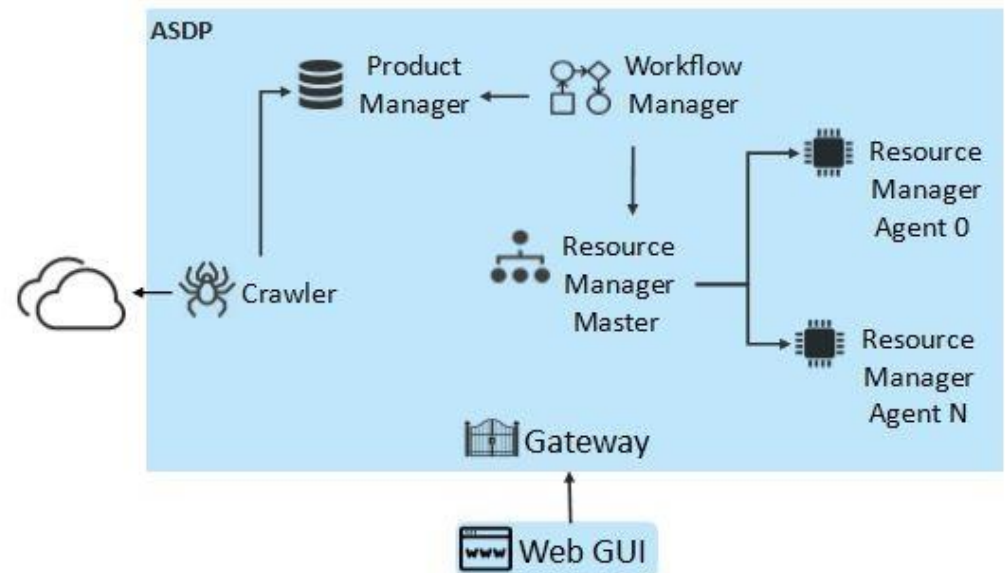 ASDP
Product
Manager
Workflow
Manager
Resource
Manager
Agent 0
Crawler
Resource
Manager
Master
Resource
Manager
Agent N
Gateway
www
Web GUI